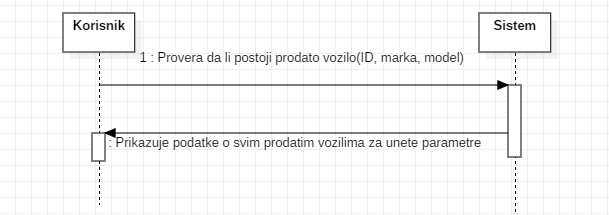 Korisnik
Sistem
1 : Provera da li postoji prodato vozilo(ID, marka, model)
: Prikazuje podatke o svim prodatim vozilima za unete parametre